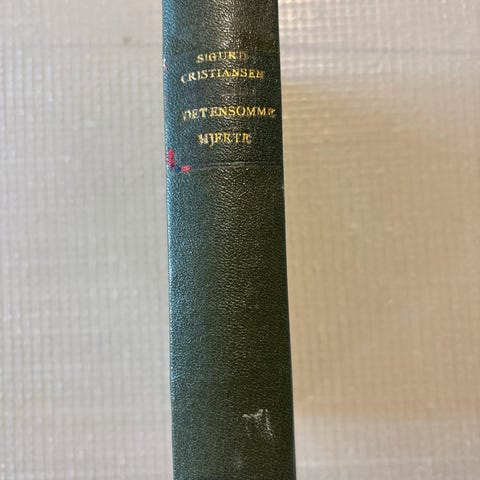 SIGURD
CRISTIANSEN
DET ENSOMME
HJERTE